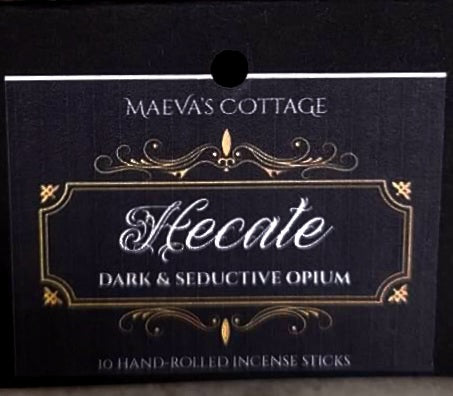 MAEVA'S COTTAGE
Hecate
DARK & SEDUCTIVE OPIUM
10 HAND-ROLLED INCENSE STICKS